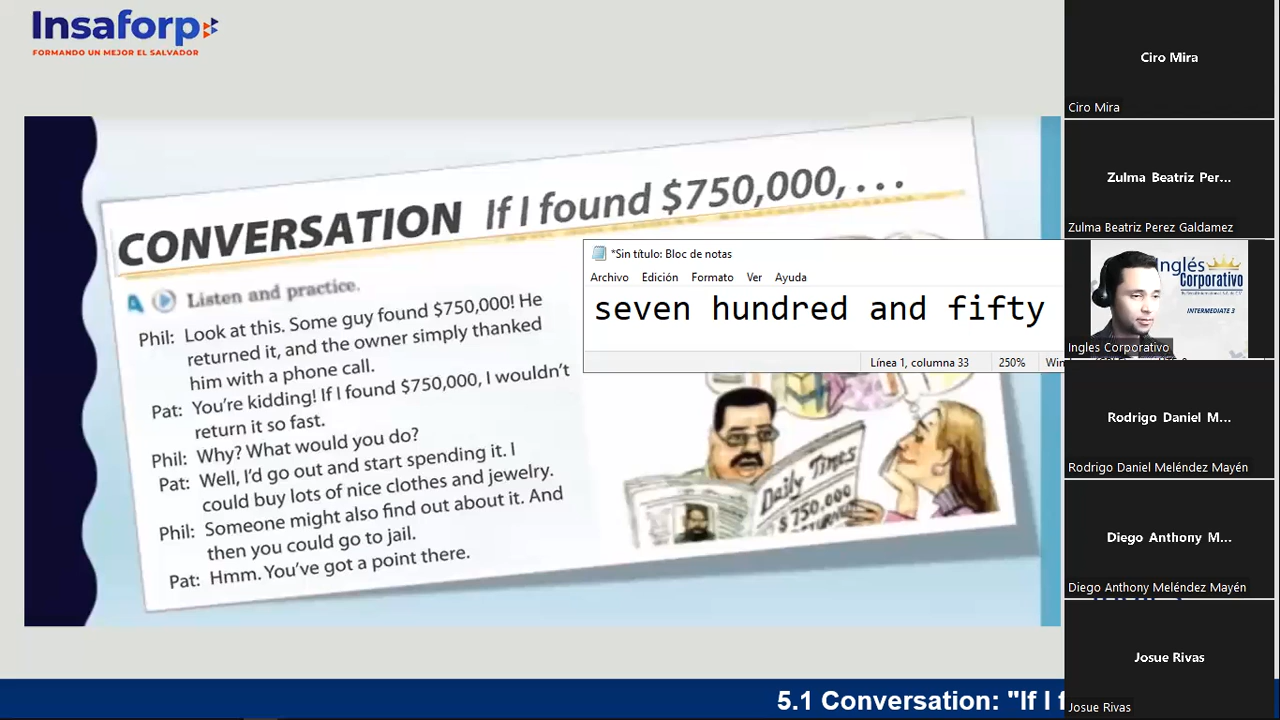 Insaforp
FORMANDO UN MEJOR EL SALVADOR
CONVERSATION If I found $750,000, . . .
A Listen and practice.
Phil: Look at this. Some guy found $750,000! He
returned it, and the owner simply thanked
him with a phone call.
Pat: You're kidding! If I found $750,000, I wouldn't
return it so fast.
Phil: Why? What would you do?
Pat: Well, I'd go out and start spending it. I
could buy lots of nice clothes and jewelry.
Phil: Someone might also find out about it. And
then you could go to jail.
Pat: Hmm. You've got a point there.
*Sin título: Bloc de notas
Archivo Edición Formato Ver Ayuda
seven hundred and fifty
Línea 1, columna 33 250% Win
Daily Times
$750,000
5.1 Conversation: "If I f
Ciro Mira
Ciro Mira
Zulma Beatriz Per...
Zulma Beatriz Perez Galdamez
Inglés
Corporativo
INTERMEDIATE 3
Ingles Corporativo
Rodrigo Daniel M...
Rodrigo Daniel Meléndez Mayén
Diego Anthony M...
Diego Anthony Meléndez Mayén
Josue Rivas
Josue Rivas